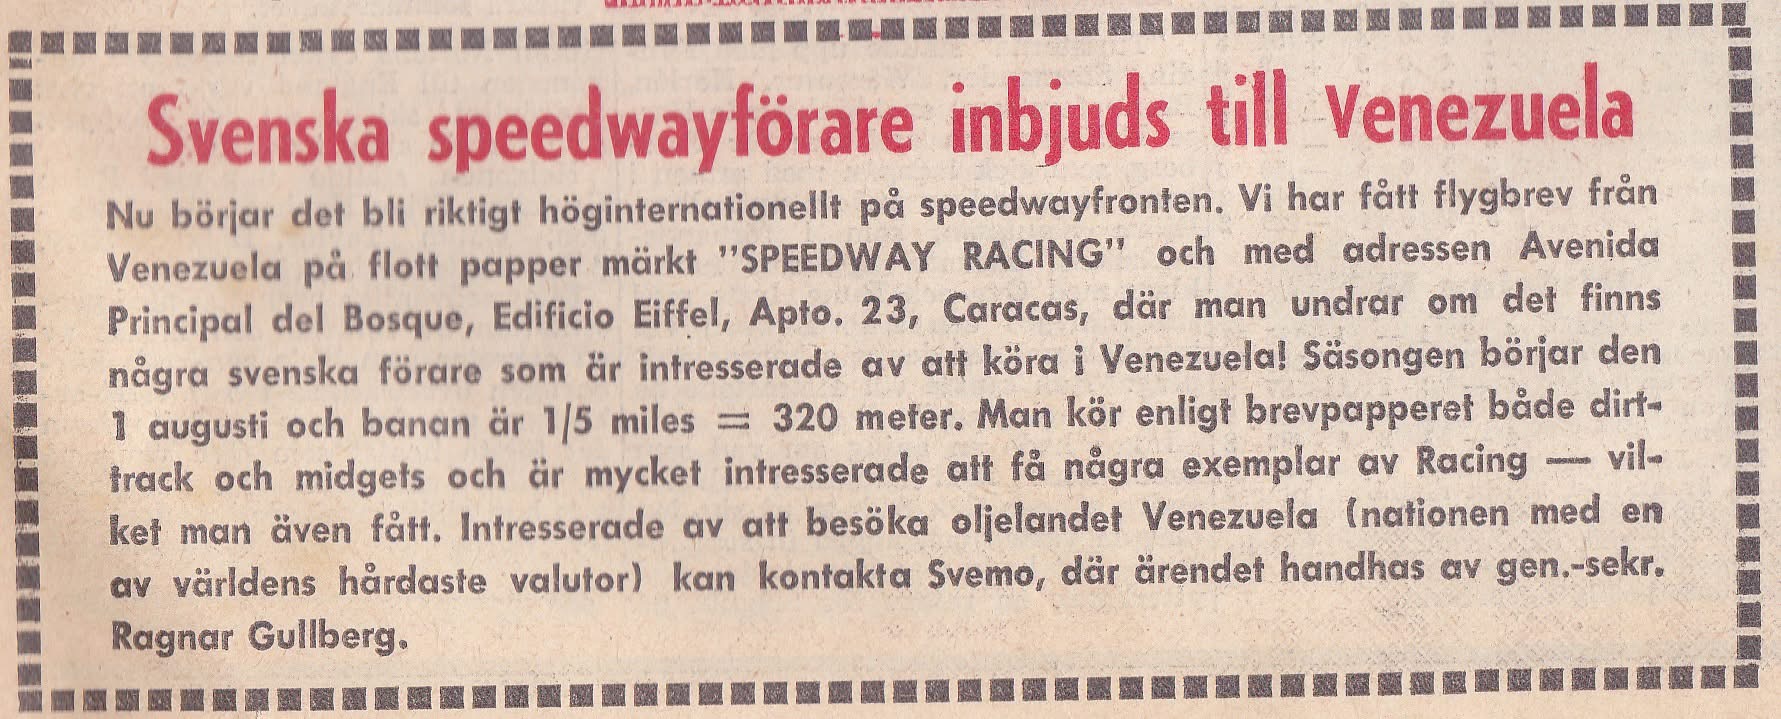 Svenska speedwayförare inbjuds till Venezuela
Nu börjar det bli riktigt höginternationellt på speedwayfronten. Vi har fått flygbrev från
Venezuela på flott papper märkt "SPEEDWAY RACING" och med adressen Avenida
Principal del Bosque, Edificio Eiffel, Apto. 23, Caracas, där man undrar om det finns
några svenska förare som är intresserade av att köra i Venezuela! Säsongen börjar den
1 augusti och banan är 1/5 miles = 320 meter. Man kör enligt brevpapperet både dirt-
track och midgets och är mycket intresserade att få några exemplar av Racing — vil-
ket man även fått. Intresserade av att besöka oljelandet Venezuela (nationen med en
av världens hårdaste valutor) kan kontakta Svemo, där ärendet handhas av gen.-sekr.
Ragnar Gullberg.